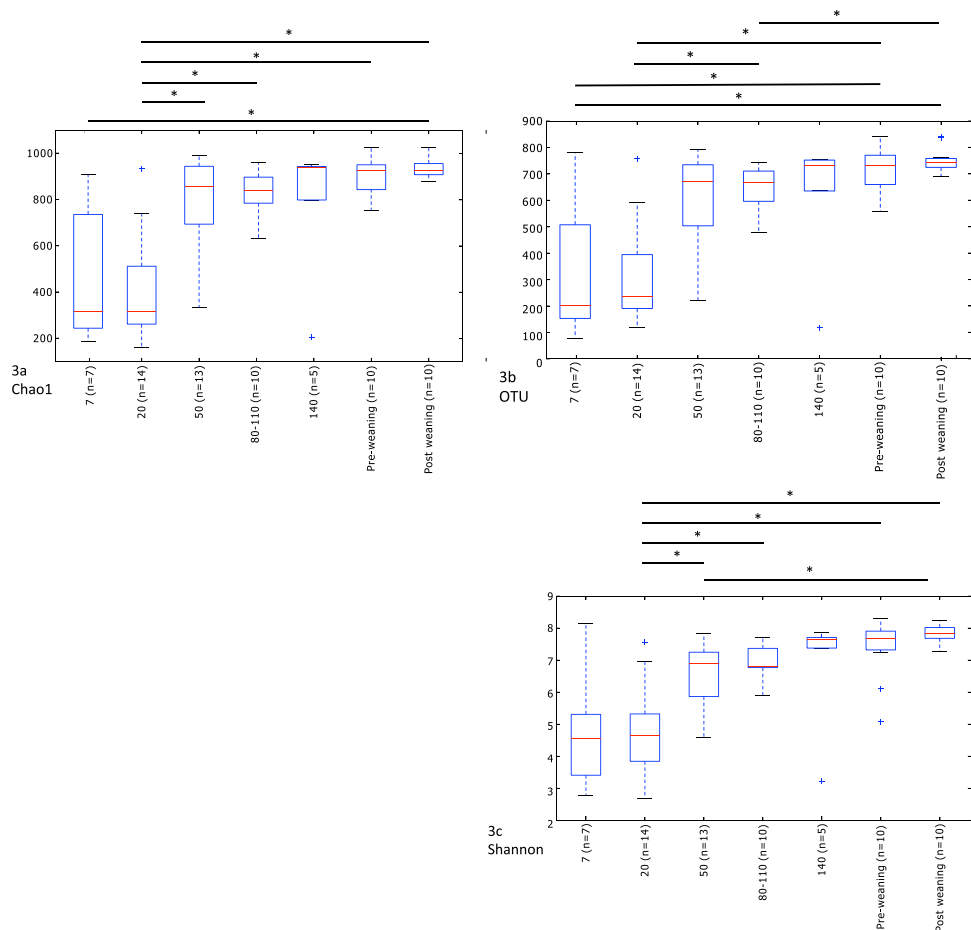 *
*
*
*
*
1000
800
600
400
200
3a
Chao1
7 (n=7)
20 (n=14)
50 (n=13)
80-110 (n=10)
140 (n=5)
Pre-weaning (n=10)
Post weaning (n=10)
*
*
*
*
*
900
800
700
600
500
400
300
200
100
0
3b
OTU
7 (n=7)
20 (n=14)
50 (n=13)
80-110 (n=10)
140 (n=5)
Pre-weaning (n=10)
Post weaning (n=10)
*
*
*
*
*
9
8
7
6
5
4
3
2
3c
Shannon
7 (n=7)
20 (n=14)
50 (n=13)
80-110 (n=10)
140 (n=5)
Pre-weaning (n=10)
Post weaning (n=10)